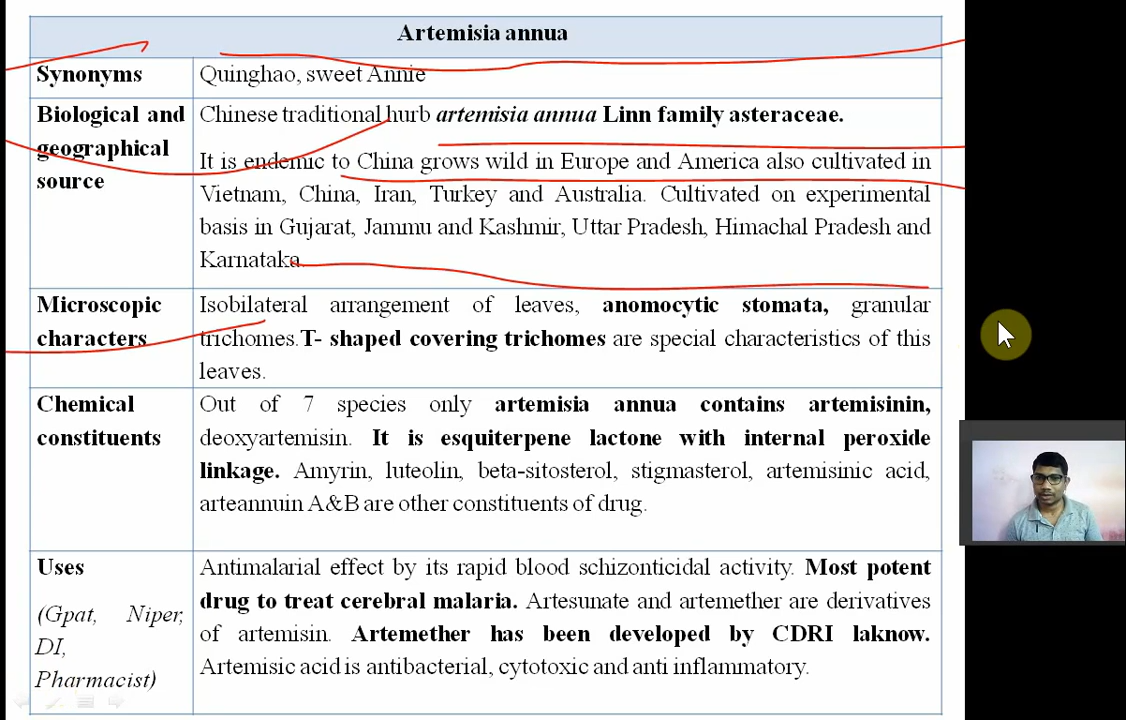 Artemisia annua
Synonyms
Quinghao, sweet Annie
Biological and
geographical
source
Chinese traditional hurb artemisia annua Linn family asteraceae.
It is endemic to China grows wild in Europe and America also cultivated in
Vietnam, China, Iran, Turkey and Australia. Cultivated on experimental
basis in Gujarat, Jammu and Kashmir, Uttar Pradesh, Himachal Pradesh and
Karnataka.
Microscopic
characters
Isobilateral arrangement of leaves, anomocytic stomata, granular
trichomes.T- shaped covering trichomes are special characteristics of this
leaves.
Chemical
constituents
Out of 7 species only artemisia annua contains artemisinin,
deoxyartemisin. It is esquiterpene lactone with internal peroxide
linkage. Amyrin, luteolin, beta-sitosterol, stigmasterol, artemisinic acid,
arteannuin A&B are other constituents of drug.
Uses
(Gpat, Niper,
DI,
Pharmacist)
Antimalarial effect by its rapid blood schizonticidal activity. Most potent
drug to treat cerebral malaria. Artesunate and artemether are derivatives
of artemisin. Artemether has been developed by CDRI laknow.
Artemisic acid is antibacterial, cytotoxic and anti inflammatory.